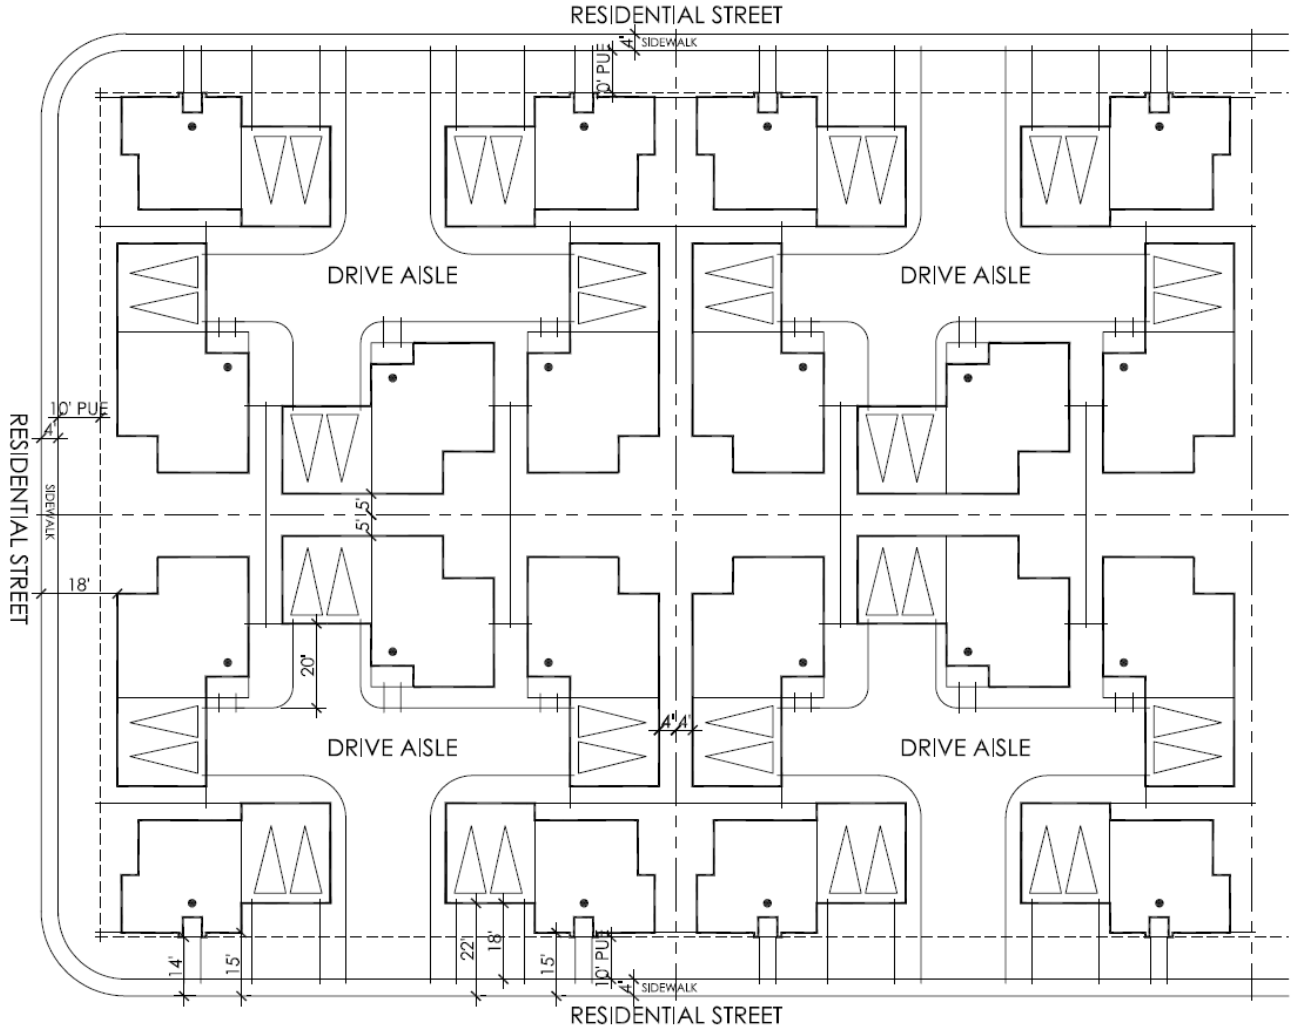 RESIDENTIAL STREET
4'
SIDEWALK
10' PUE
DRIVE AISLE
DRIVE AISLE
10' PUE
4'
RESIDENTIAL STREET
SIDEWALK
5'
5'
18'
20'
4'
4'
DRIVE AISLE
DRIVE AISLE
14'
15'
22'
18'
15'
10' PUE
4'
SIDEWALK
RESIDENTIAL STREET